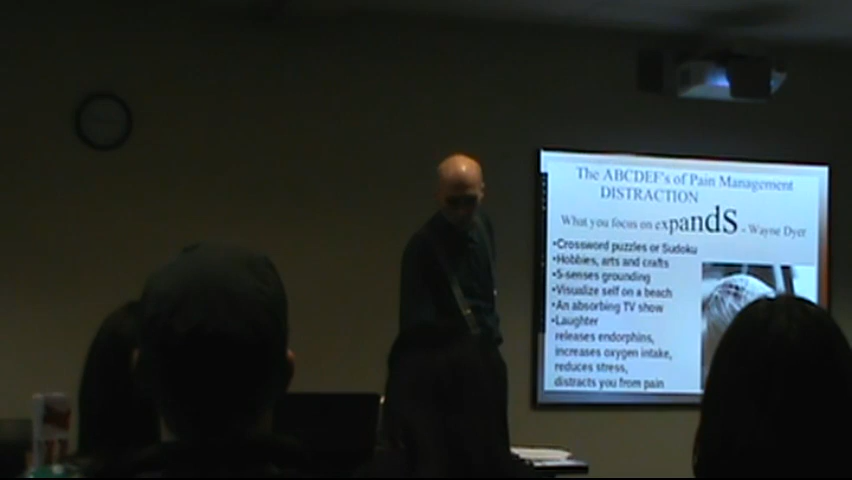 The ABCDEF's of Pain Management
DISTRACTION
What you focus on expandS - Wayne Dyer
•Crossword puzzles or Sudoku
•Hobbies, arts and crafts
•5-senses grounding
•Visualize self on a beach
•An absorbing TV show
•Laughter
releases endorphins,
increases oxygen intake,
reduces stress,
distracts you from pain